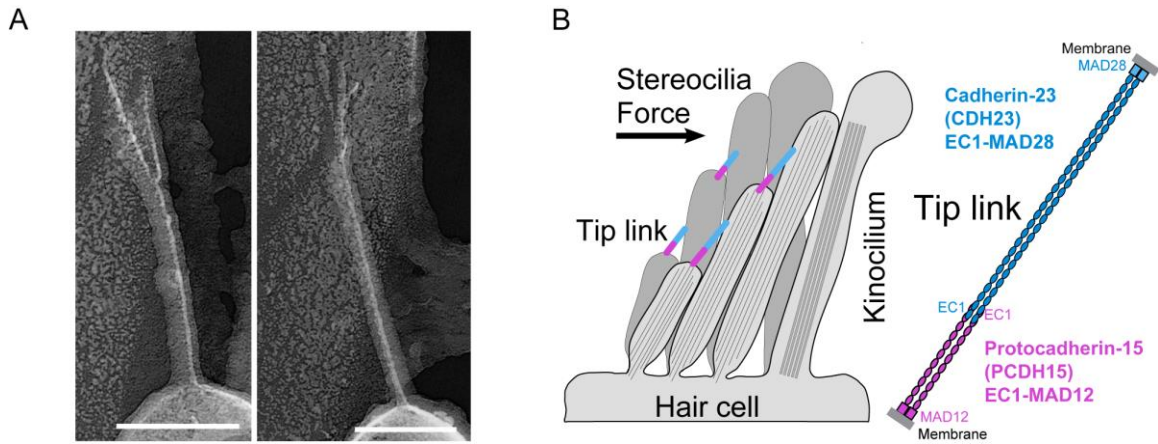 A
B
Stereocilia
Force
Tip link
Kinocilium
Hair cell
Membrane
MAD28
Cadherin-23
(CDH23)
EC1-MAD28
Tip link
EC1
EC1
Protocadherin-15
(PCDH15)
EC1-MAD12
MAD12
Membrane